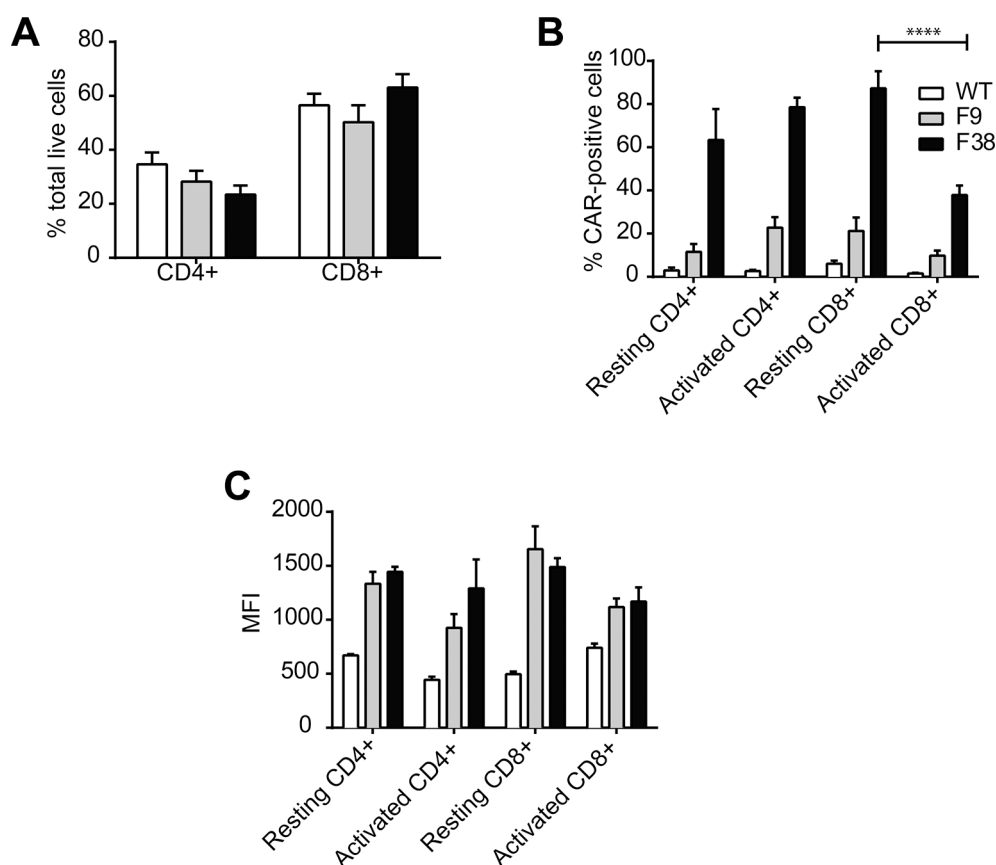 A
% total live cells
80
60
40
20
0
CD4+ CD8+
B
% CAR-positive cells
100
80
60
40
20
0
****
WT
F9
F38
Resting CD4+
Activated CD4+
Resting CD8+
Activated CD8+
C
MFI
2000
1500
1000
500
0
Resting CD4+
Activated CD4+
Resting CD8+
Activated CD8+